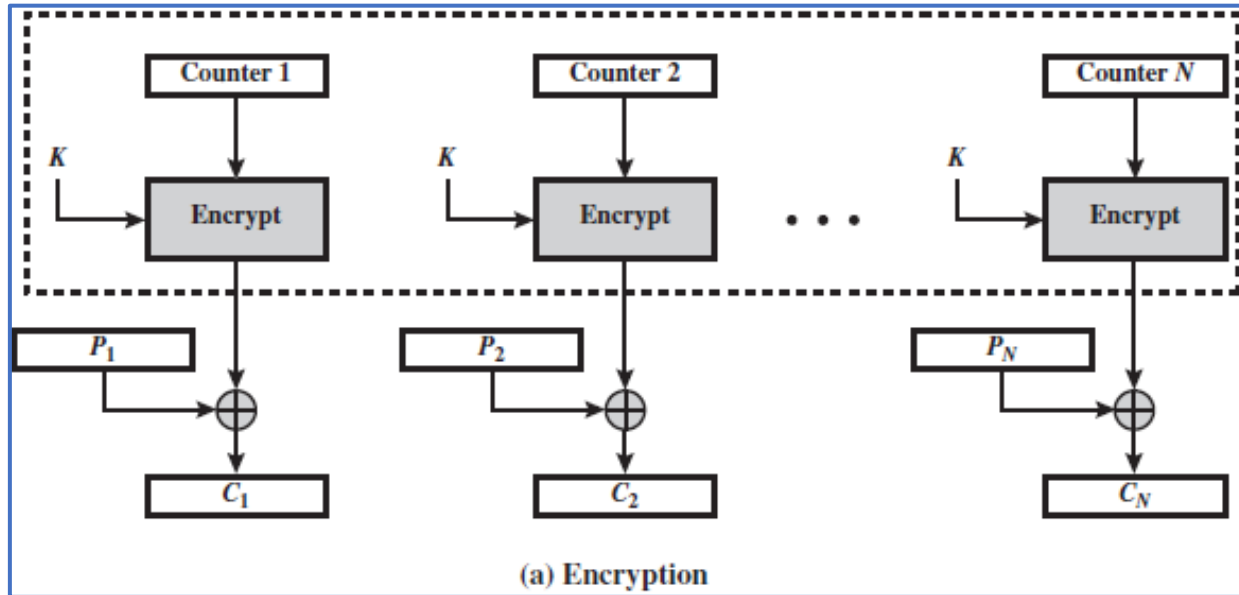 Counter 1 Counter 2 Counter N
K K K
Encrypt Encrypt • • • Encrypt
P1 P2 PN
C1 C2 CN
(a) Encryption